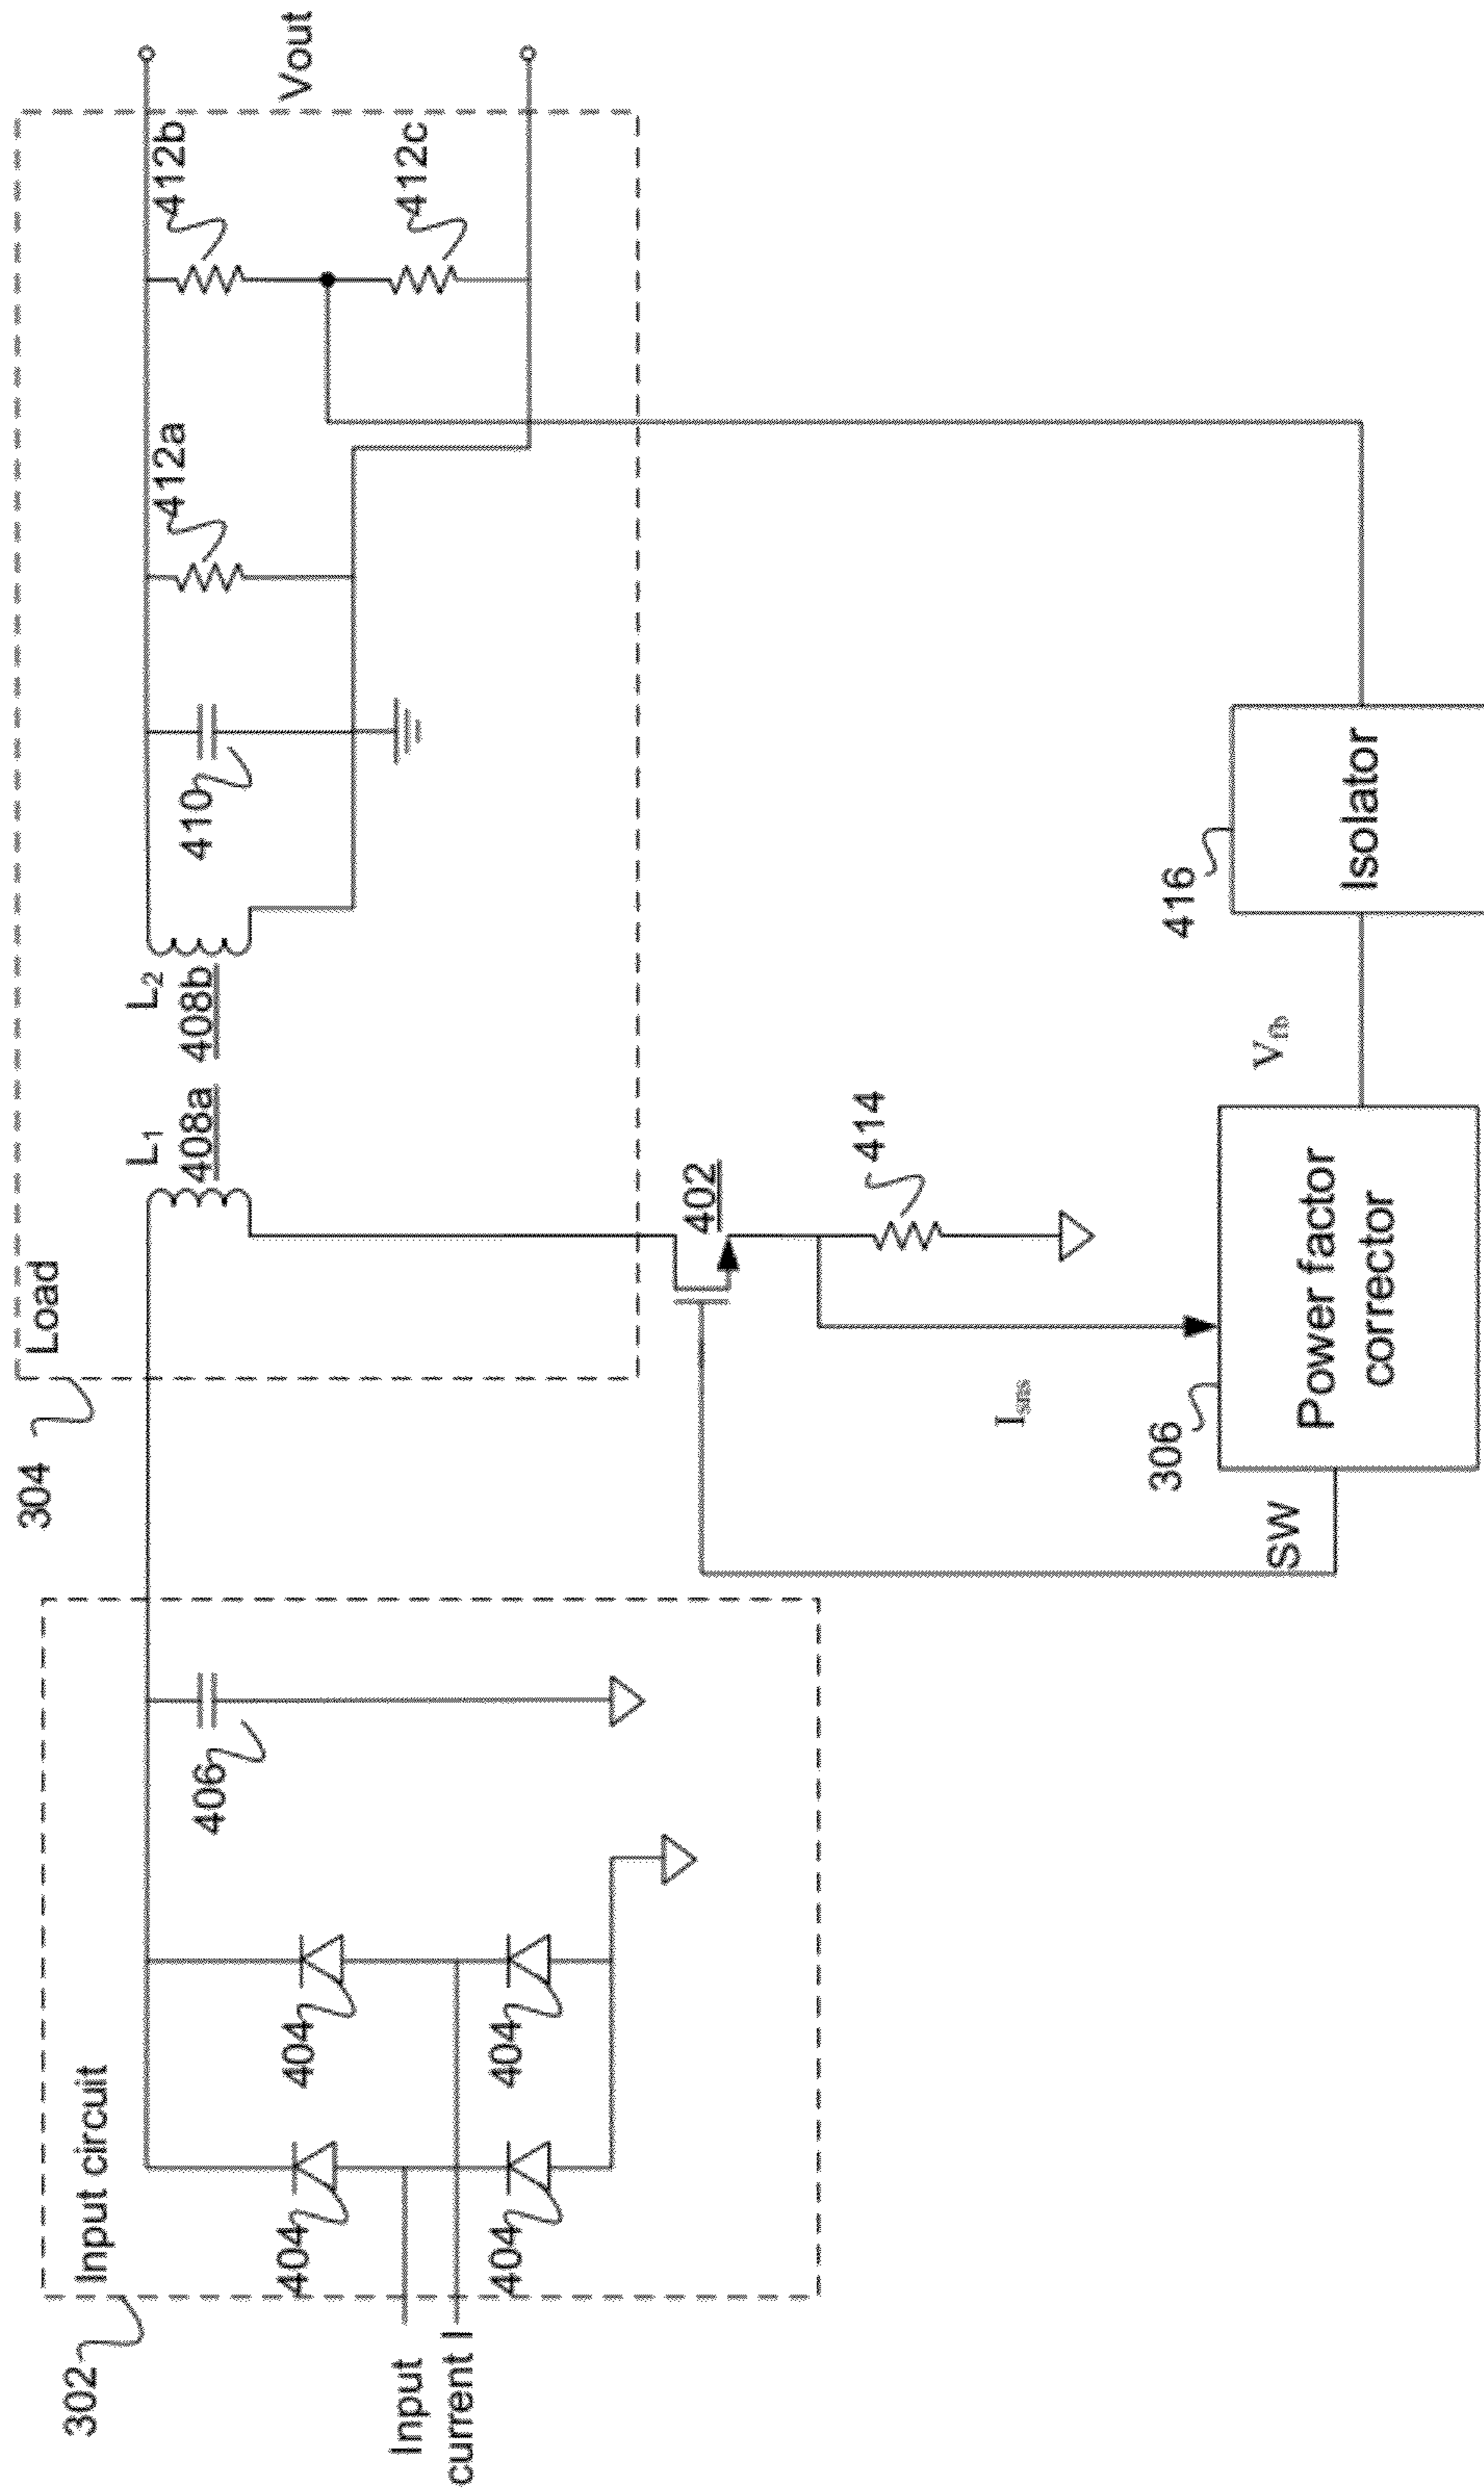 302
Input circuit
Input
current I
404
404
404
404
406
304
Load
L1
408a
L2
408b
410
412a
412b
412c
Vout
402
414
Isns
SW
306
Power factor
corrector
Vfb
416
Isolator